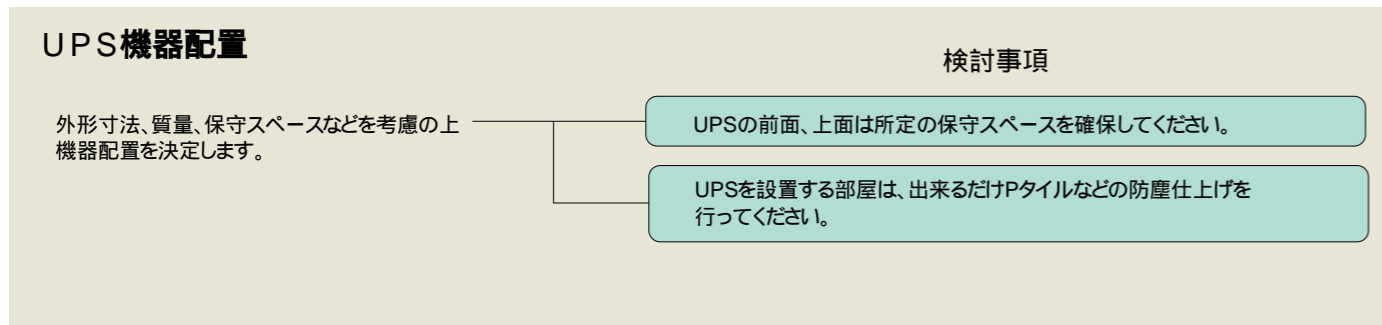 UPS機器配置
検討事項
外形寸法、質量、保守スペースなどを考慮の上
機器配置を決定します。
UPSの前面、上面は所定の保守スペースを確保してください。
UPSを設置する部屋は、出来るだけPタイルなどの防塵仕上げを
行ってください。